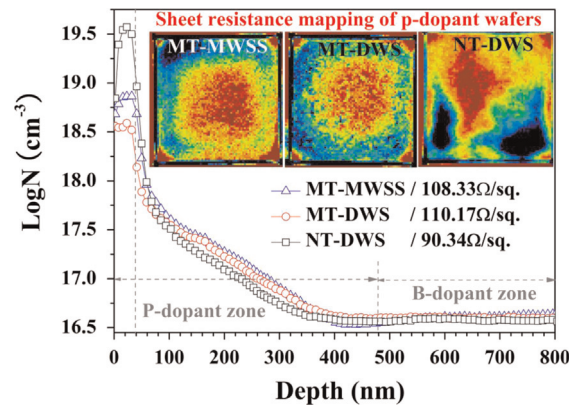 Sheet resistance mapping of p-dopant wafers
MT-MWSS MT-DWS NT-DWS
MT-MWSS / 108.33Ω/sq.
MT-DWS / 110.17Ω/sq.
NT-DWS / 90.34Ω/sq.
P-dopant zone
B-dopant zone
LogN (cm⁻³)
19.5
19.0
18.5
18.0
17.5
17.0
16.5
0 100 200 300 400 500 600 700 800
Depth (nm)